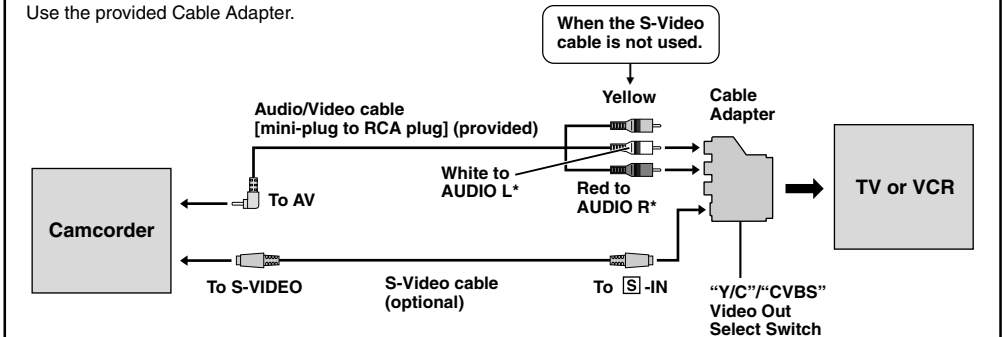 Use the provided Cable Adapter.
When the S-Video
cable is not used.
Yellow
Cable
Adapter
Audio/Video cable
[mini-plug to RCA plug] (provided)
White to
AUDIO L*
Red to
AUDIO R*
To AV
TV or VCR
Camcorder
To S-VIDEO
S-Video cable
(optional)
To S -IN
“Y/C”/“CVBS”
Video Out
Select Switch